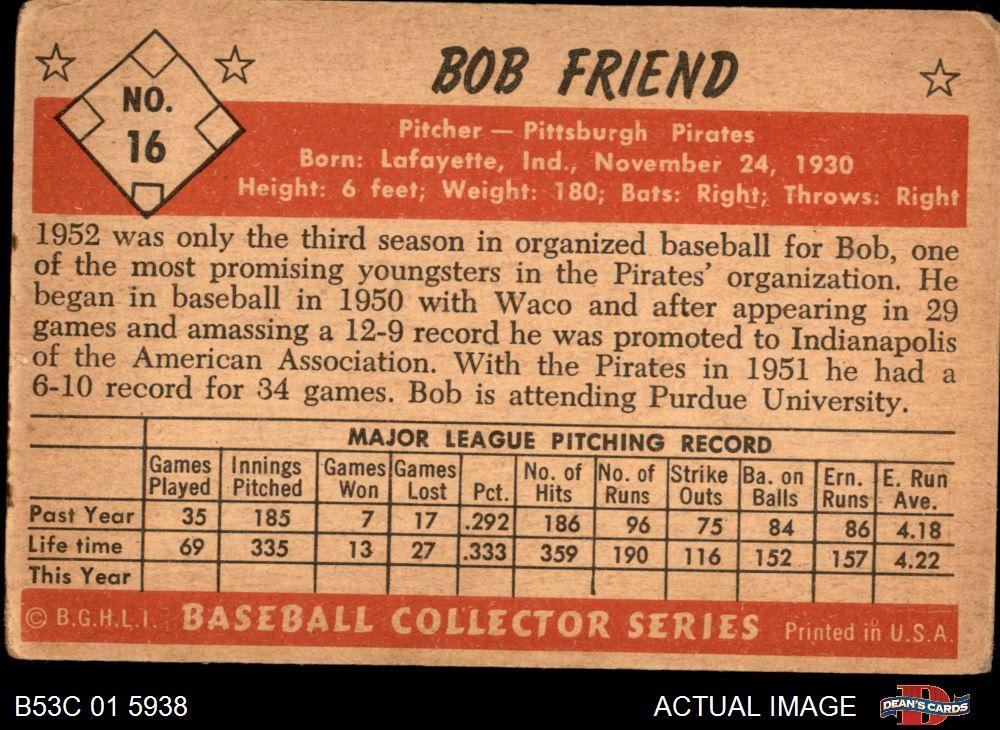 NO.
16
BOB FRIEND
Pitcher — Pittsburgh Pirates
Born: Lafayette, Ind., November 24, 1930
Height: 6 feet; Weight: 180; Bats: Right; Throws: Right
1952 was only the third season in organized baseball for Bob, one
of the most promising youngsters in the Pirates' organization. He
began in baseball in 1950 with Waco and after appearing in 29
games and amassing a 12-9 record he was promoted to Indianapolis
of the American Association. With the Pirates in 1951 he had a
6-10 record for 34 games. Bob is attending Purdue University.
MAJOR LEAGUE PITCHING RECORD
Games Played Innings Pitched Games Won Games Lost Pct. No. of Hits No. of Runs Strike Outs Ba. on Balls Ern. Runs E. Run Ave.
Past Year 35 185 7 17 .292 186 96 75 84 86 4.18
Life time 69 335 13 27 .333 359 190 116 152 157 4.22
This Year
© B.G.H.L.I. BASEBALL COLLECTOR SERIES Printed in U.S.A.
B53C 01 5938 ACTUAL IMAGE D DEAN'S CARDS